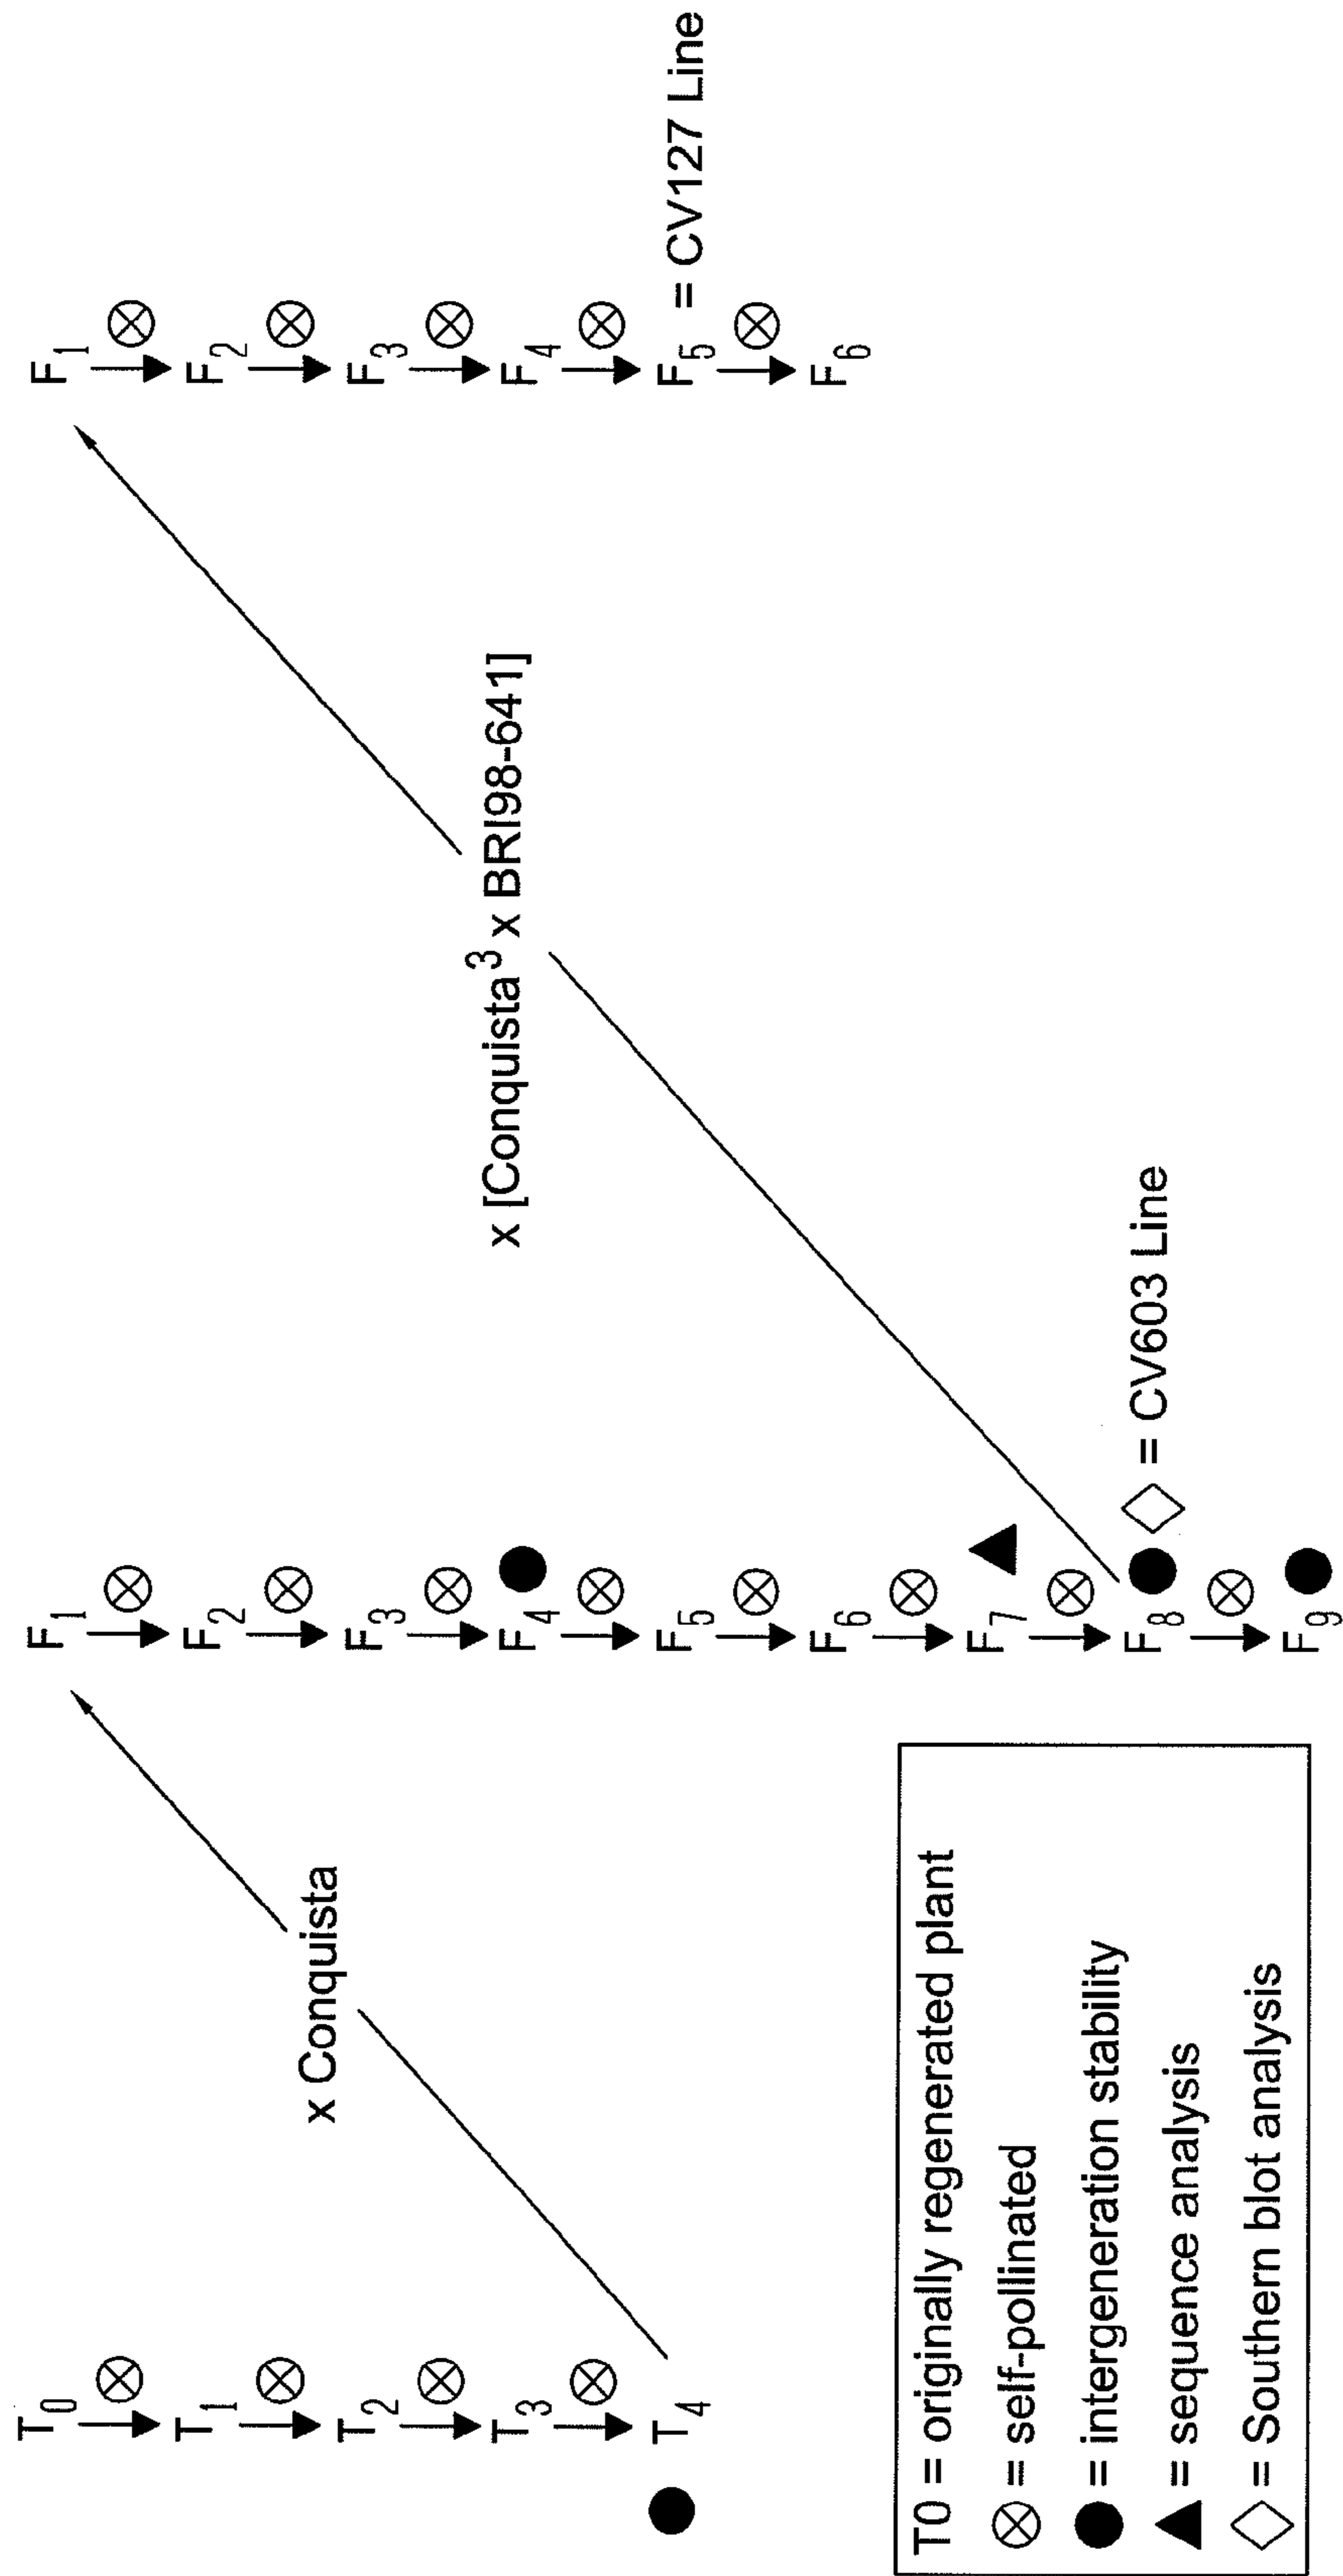 T0
T1
T2
T3
T4
x Conquista
F1
F2
F3
F4
F5
F6
F7
F8 = CV603 Line
F9
x [Conquista³ x BRI98-641]
F1
F2
F3
F4
F5 = CV127 Line
F6
T0 = originally regenerated plant
⊗ = self-pollinated
● = intergeneration stability
▲ = sequence analysis
◇ = Southern blot analysis